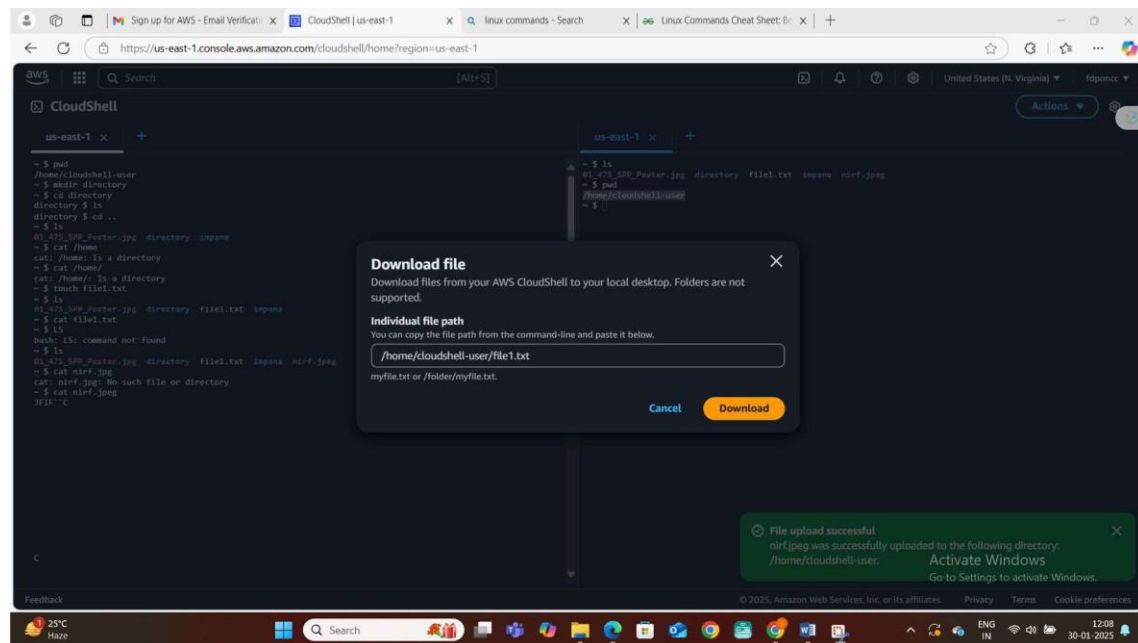 Sign up for AWS - Email Verificati
CloudShell | us-east-1
linux commands - Search
Linux Commands Cheat Sheet: Be
https://us-east-1.console.aws.amazon.com/cloudshell/home?region=us-east-1
aws
Search
[Alt+S]
United States (N. Virginia)
fdponcc
CloudShell
Actions
us-east-1
~ $ pwd
/home/cloudshell-user
~ $ mkdir directory
~ $ cd directory
directory $ ls
directory $ cd ..
~ $ ls
01_475_SPP_Poster.jpg directory impana
~ $ cat /home
cat: /home: Is a directory
~ $ cat /home/
cat: /home/: Is a directory
~ $ touch file1.txt
~ $ ls
01_475_SPP_Poster.jpg directory file1.txt impana
~ $ cat file1.txt
~ $ LS
bash: LS: command not found
~ $ ls
01_475_SPP_Poster.jpg directory file1.txt impana nirf.jpeg
~ $ cat nirf.jpg
cat: nirf.jpg: No such file or directory
~ $ cat nirf.jpeg
C
us-east-1
~ $ ls
01_475_SPP_Poster.jpg directory file1.txt impana nirf.jpeg
~ $ pwd
/home/cloudshell-user
~ $
Download file
Download files from your AWS CloudShell to your local desktop. Folders are not
supported.
Individual file path
You can copy the file path from the command-line and paste it below.
/home/cloudshell-user/file1.txt
myfile.txt or /folder/myfile.txt.
Cancel
Download
File upload successful
nirf.jpeg was successfully uploaded to the following directory:
/home/cloudshell-user.
Activate Windows
Go to Settings to activate Windows.
Feedback
© 2025, Amazon Web Services, Inc. or its affiliates.
Privacy
Terms
Cookie preferences
25°C
Haze
Search
ENG
IN
12:08
30-01-2025